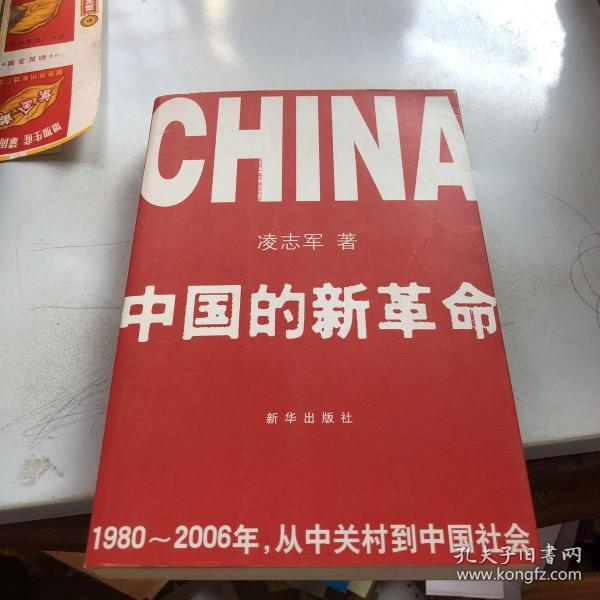 CHINA
凌志军 著
中国的新革命
新华出版社
1980～2006年，从中关村到中国社会
孔夫子旧书网
www.kongfz.com